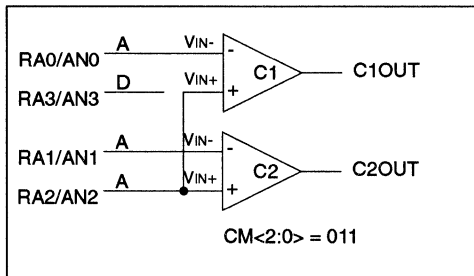 A VIN-
RA0/AN0 -
C1 C1OUT
RA3/AN3 D VIN+ +
A VIN-
RA1/AN1 -
C2 C2OUT
RA2/AN2 A VIN+ +
CM<2:0> = 011